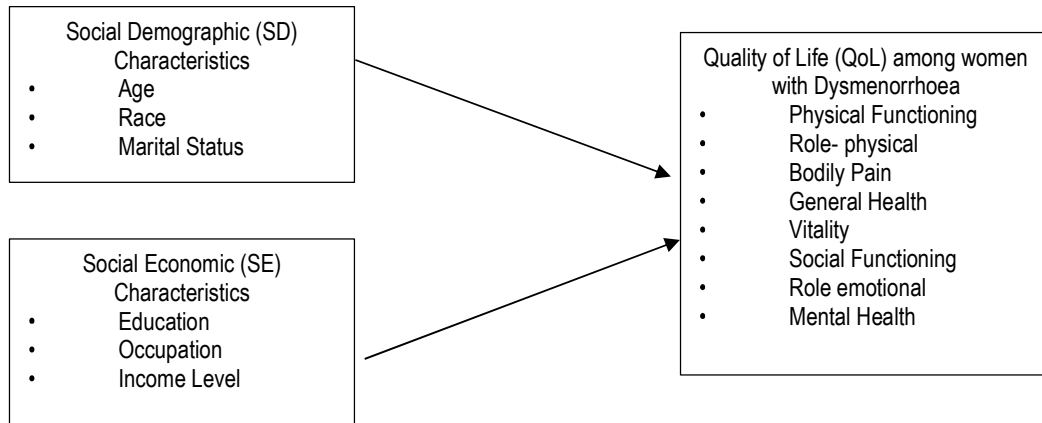 Social Demographic (SD)
Characteristics
• Age
• Race
• Marital Status
Social Economic (SE)
Characteristics
• Education
• Occupation
• Income Level
Quality of Life (QoL) among women
with Dysmenorrhoea
• Physical Functioning
• Role- physical
• Bodily Pain
• General Health
• Vitality
• Social Functioning
• Role emotional
• Mental Health